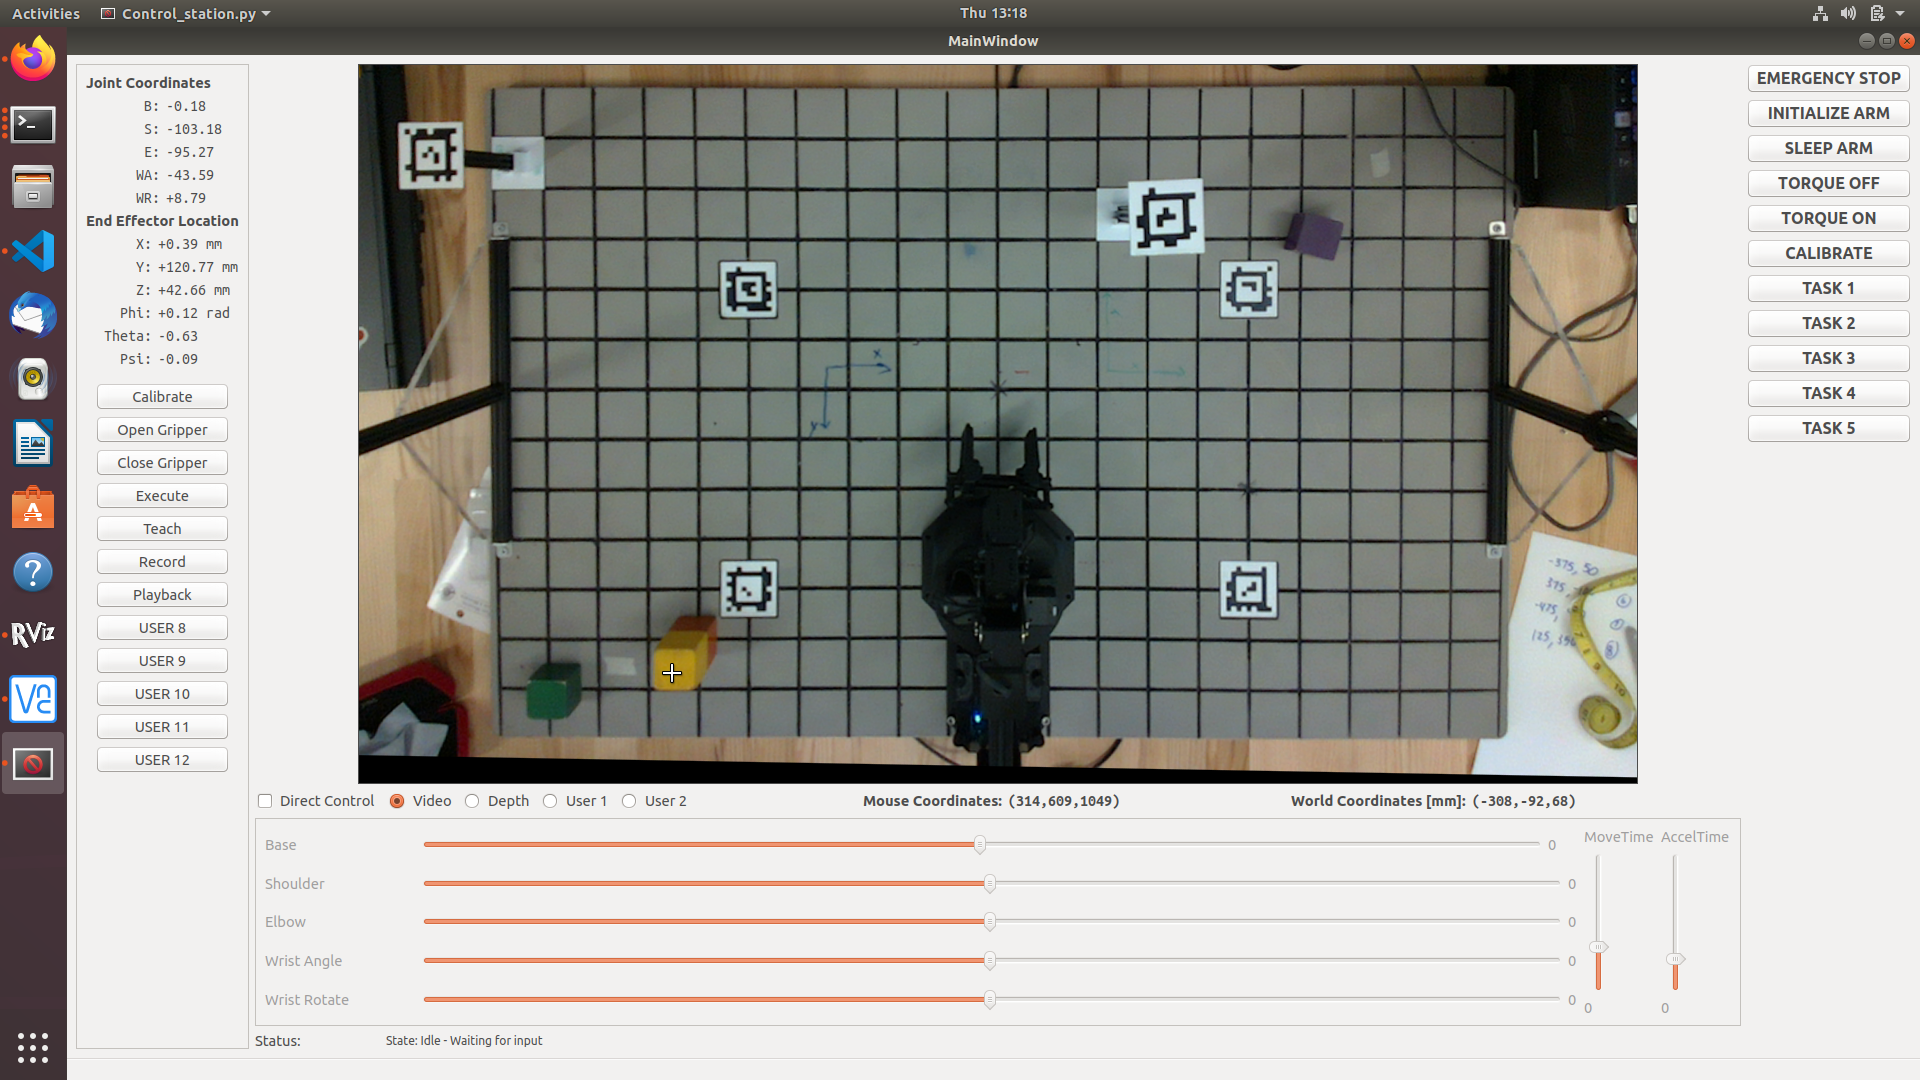 Activities
Control_station.py
Thu 13:18
MainWindow
Joint Coordinates
B: -0.18
S: -103.18
E: -95.27
WA: -43.59
WR: +8.79
End Effector Location
X: +0.39 mm
Y: +120.77 mm
Z: +42.66 mm
Phi: +0.12 rad
Theta: -0.63
Psi: -0.09
Calibrate
Open Gripper
Close Gripper
Execute
Teach
Record
Playback
USER 8
USER 9
USER 10
USER 11
USER 12
RViz
x
y
-375, 50
EMERGENCY STOP
INITIALIZE ARM
SLEEP ARM
TORQUE OFF
TORQUE ON
CALIBRATE
TASK 1
TASK 2
TASK 3
TASK 4
TASK 5
Direct Control
Video
Depth
User 1
User 2
Mouse Coordinates: (314,609,1049)
World Coordinates [mm]: (-308,-92,68)
Base 0
Shoulder 0
Elbow 0
Wrist Angle 0
Wrist Rotate 0
MoveTime AccelTime
0 0
Status: State: Idle - Waiting for input